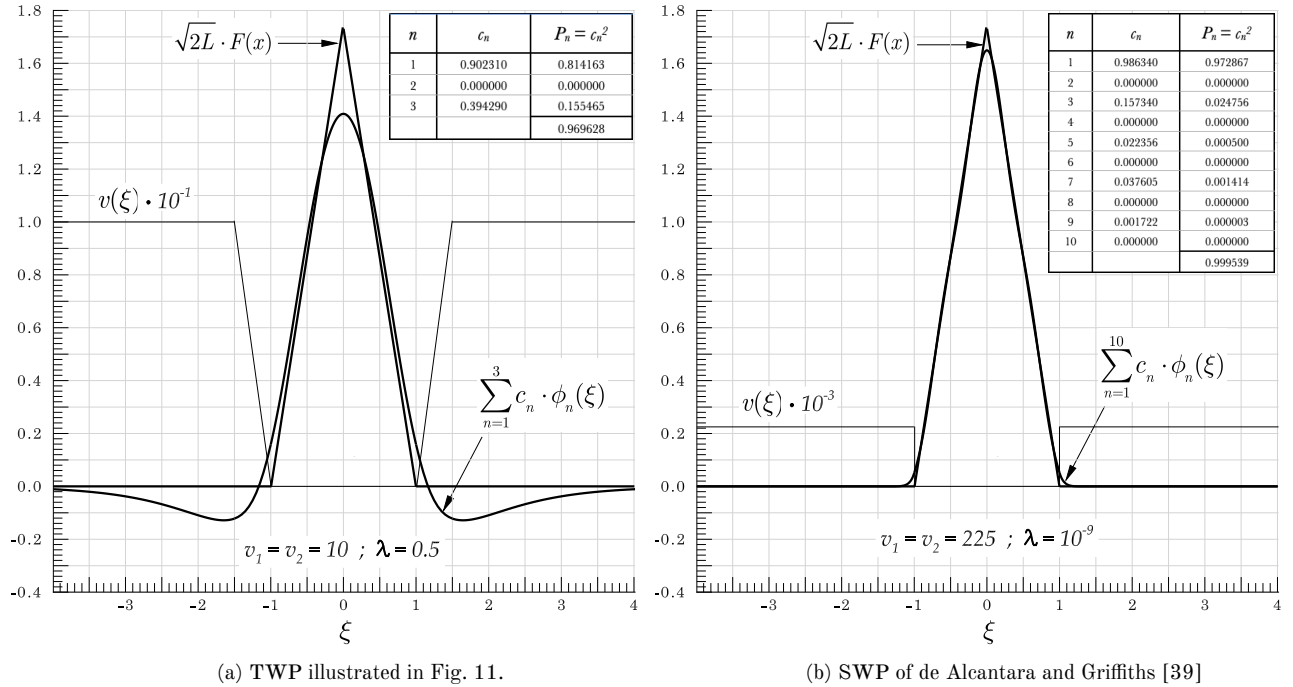 1.8
1.6
1.4
1.2
1.0
0.8
0.6
0.4
0.2
0.0
-0.2
-0.4
√2L · F(x)
n cₙ Pₙ = cₙ²
1 0.902310 0.814163
2 0.000000 0.000000
3 0.394290 0.155465
0.969628
v(ξ) • 10⁻¹
3
∑ cₙ · ϕₙ(ξ)
n=1
v₁ = v₂ = 10 ; λ = 0.5
-3 -2 -1 0 1 2 3 4
ξ
(a) TWP illustrated in Fig. 11.
1.8
1.6
1.4
1.2
1.0
0.8
0.6
0.4
0.2
0.0
-0.2
-0.4
√2L · F(x)
n cₙ Pₙ = cₙ²
1 0.986340 0.972867
2 0.000000 0.000000
3 0.157340 0.024756
4 0.000000 0.000000
5 0.022356 0.000500
6 0.000000 0.000000
7 0.037605 0.001414
8 0.000000 0.000000
9 0.001722 0.000003
10 0.000000 0.000000
0.999539
v(ξ) • 10⁻³
10
∑ cₙ · ϕₙ(ξ)
n=1
v₁ = v₂ = 225 ; λ = 10⁻⁹
-3 -2 -1 0 1 2 3 4
ξ
(b) SWP of de Alcantara and Griffiths [39]